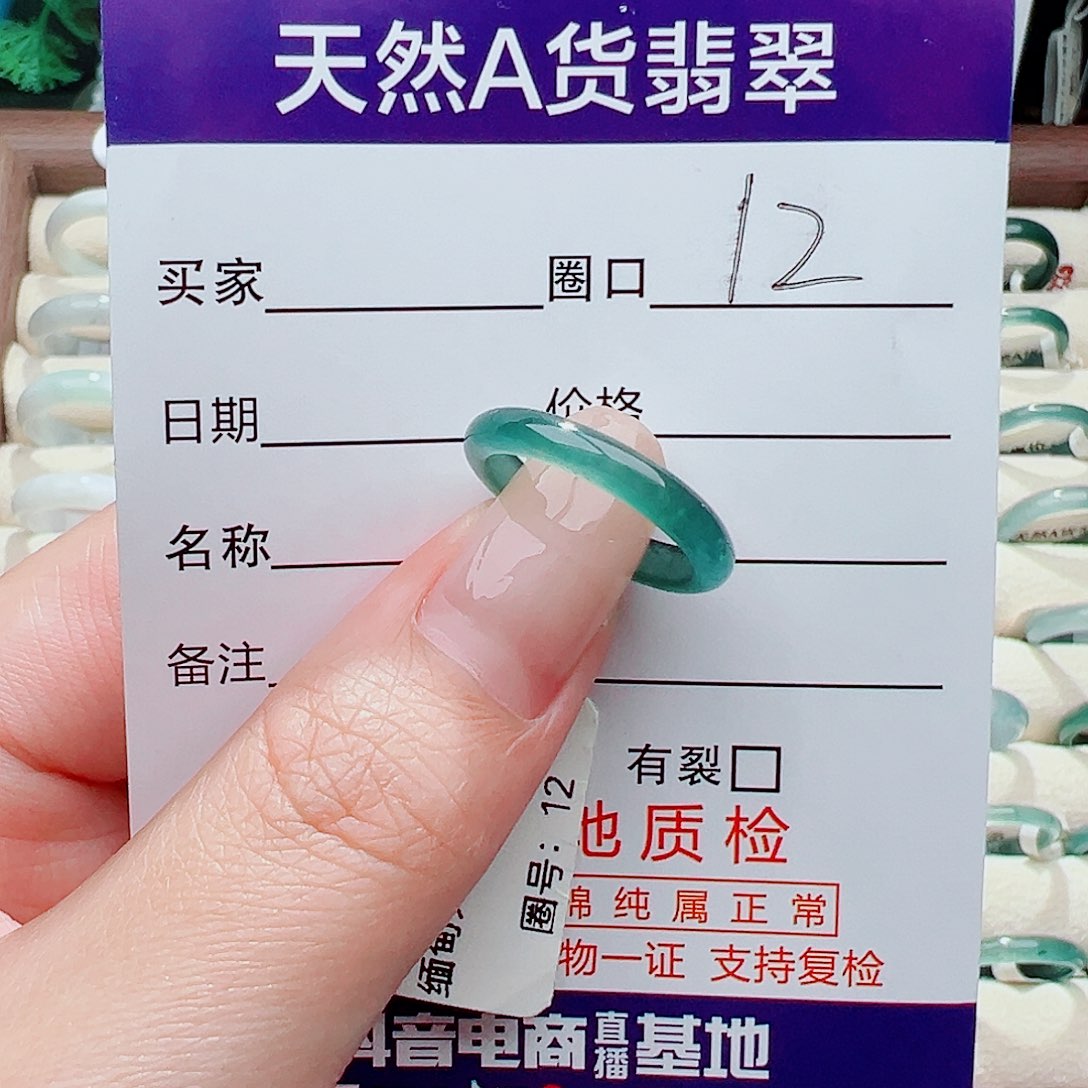 天然A货翡翠
买家 圈口 12
日期 价格
名称
备注
有裂
地质检
棉纯属正常
物一证 支持复检
圈号：12
缅甸
抖音电商直播基地